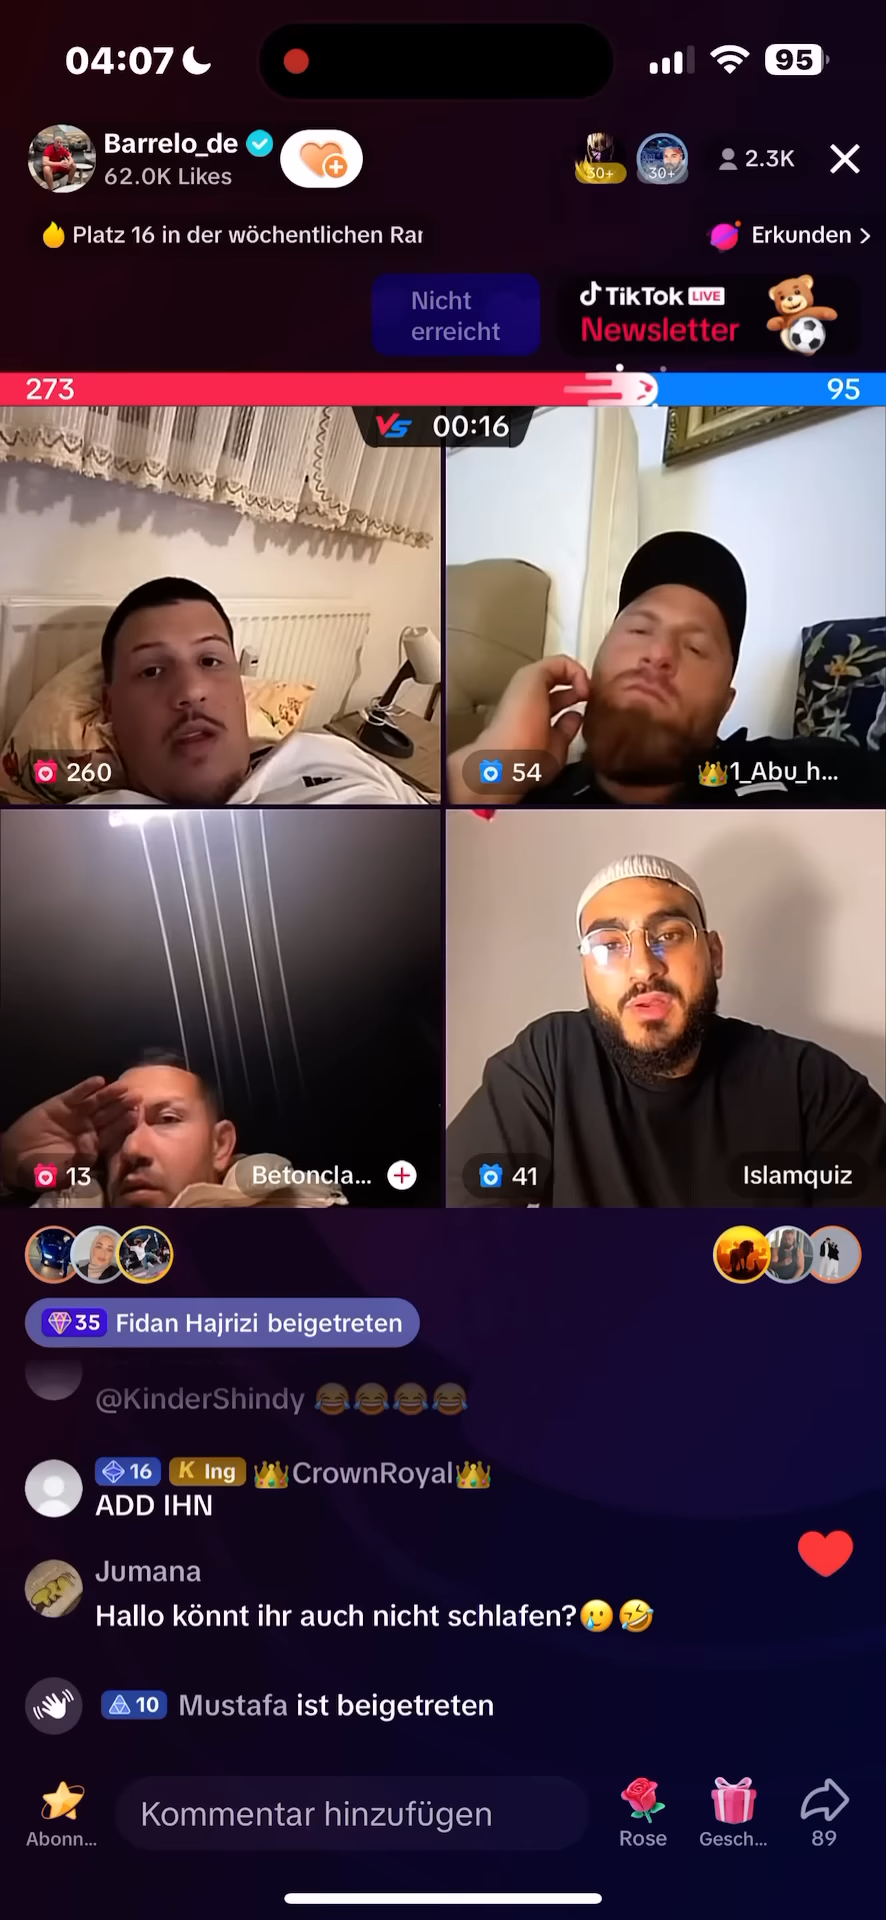 04:07
95
Barrelo_de
62.0K Likes
30+
30+
2.3K
Platz 16 in der wöchentlichen Rar
Erkunden >
Nicht
erreicht
TikTok LIVE
Newsletter
273
95
VS 00:16
260
54
1_Abu_h...
13
Betoncla...
41
Islamquiz
35 Fidan Hajrizi beigetreten
@KinderShindy 😂😂😂😂
16 K Ing 👑CrownRoyal👑
ADD IHN
Jumana
Hallo könnt ihr auch nicht schlafen?🥲🤣
10 Mustafa ist beigetreten
Abonn...
Kommentar hinzufügen
Rose
Gesch...
89